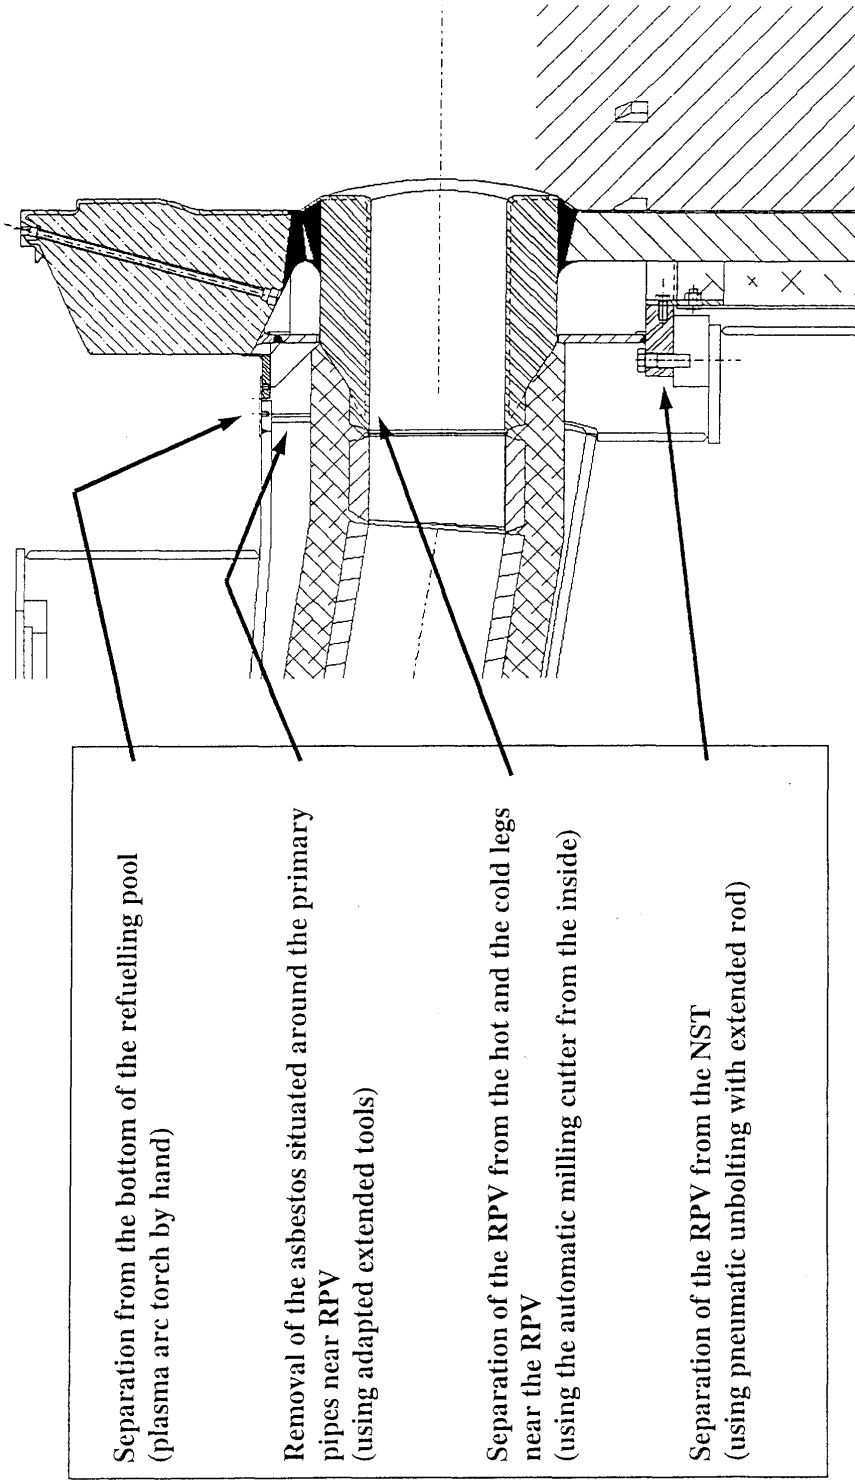 Separation from the bottom of the refuelling pool
(plasma arc torch by hand)
Removal of the asbestos situated around the primary
pipes near RPV
(using adapted extended tools)
Separation of the RPV from the hot and the cold legs
near the RPV
(using the automatic milling cutter from the inside)
Separation of the RPV from the NST
(using pneumatic unbolting with extended rod)